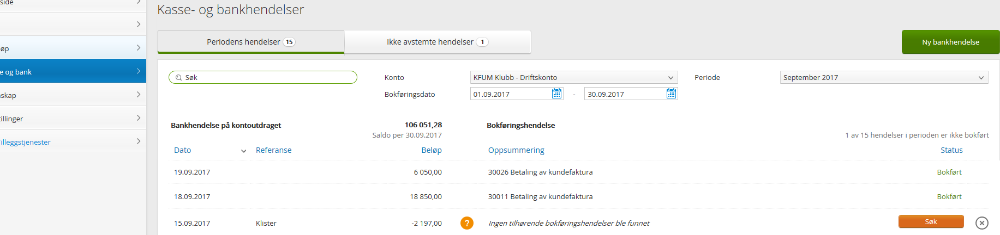 side
Kasse- og bankhendelser
Periodens hendelser 15
Ikke avstemte hendelser 1
Ny bankhendelse
øp
e og bank
nskap
tillinger
Tilleggstjenester
Søk
Konto
KFUM Klubb - Driftskonto
Periode
September 2017
Bokføringsdato
01.09.2017 - 30.09.2017
Bankhendelse på kontoutdraget 106 051,28 Bokføringshendelse
Saldo per 30.09.2017 1 av 15 hendelser i perioden er ikke bokført
Dato Referanse Beløp Oppsummering Status
19.09.2017 6 050,00 30026 Betaling av kundefaktura Bokført
18.09.2017 18 850,00 30011 Betaling av kundefaktura Bokført
15.09.2017 Klister -2 197,00 ? Ingen tilhørende bokføringshendelser ble funnet Søk